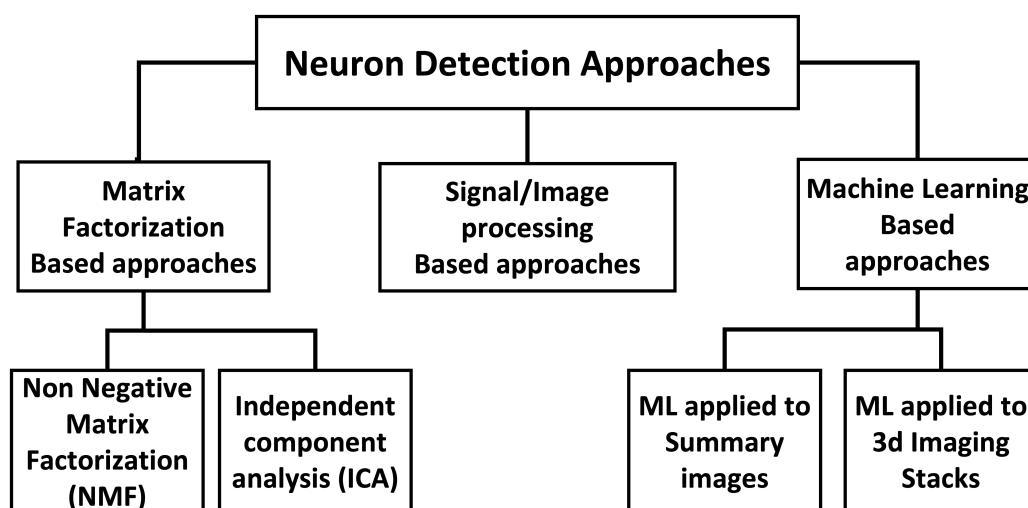 Neuron Detection Approaches
Matrix
Factorization
Based approaches
Signal/Image
processing
Based approaches
Machine Learning
Based
approaches
Non Negative
Matrix
Factorization
(NMF)
Independent
component
analysis (ICA)
ML applied to
Summary
images
ML applied to
3d Imaging
Stacks